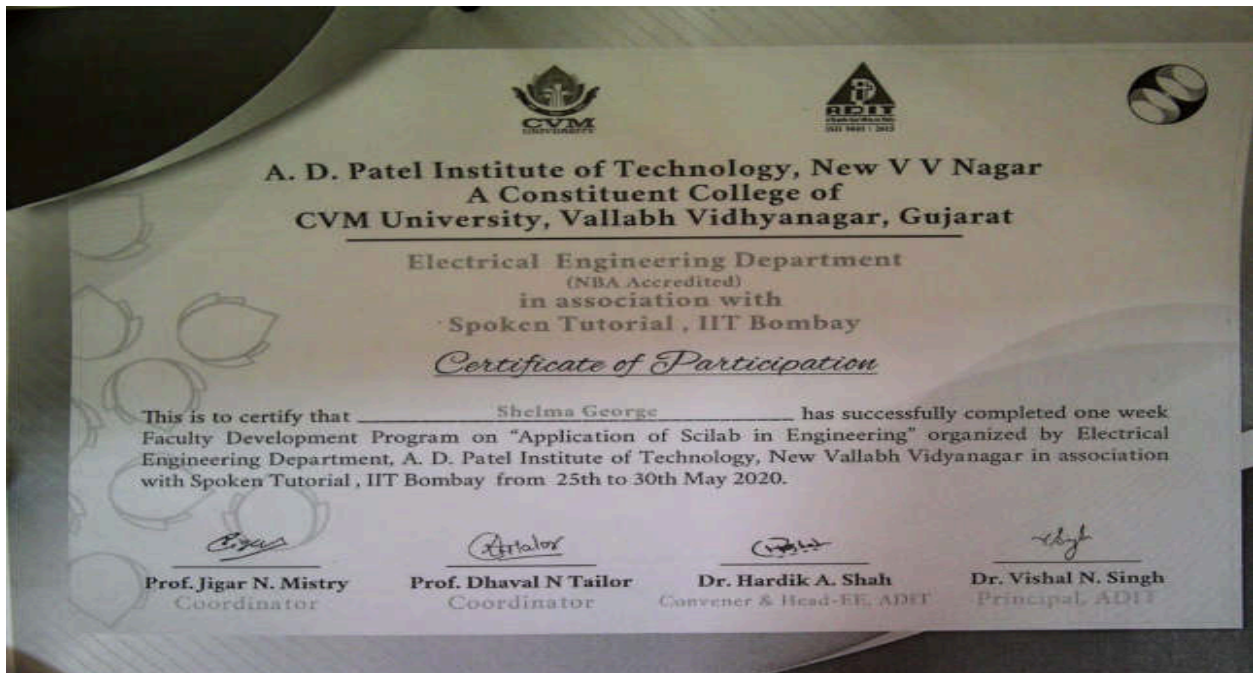 CVM
UNIVERSITY
ADIT
A. D. Patel Institute of Technology, New V V Nagar
A Constituent College of
CVM University, Vallabh Vidhyanagar, Gujarat
Electrical Engineering Department
(NBA Accredited)
in association with
Spoken Tutorial , IIT Bombay
Certificate of Participation
This is to certify that Shelma George has successfully completed one week
Faculty Development Program on "Application of Scilab in Engineering" organized by Electrical
Engineering Department, A. D. Patel Institute of Technology, New Vallabh Vidyanagar in association
with Spoken Tutorial , IIT Bombay from 25th to 30th May 2020.
Prof. Jigar N. Mistry Prof. Dhaval N Tailor Dr. Hardik A. Shah Dr. Vishal N. Singh
Coordinator Coordinator Convener & Head-EE, ADIT Principal, ADIT